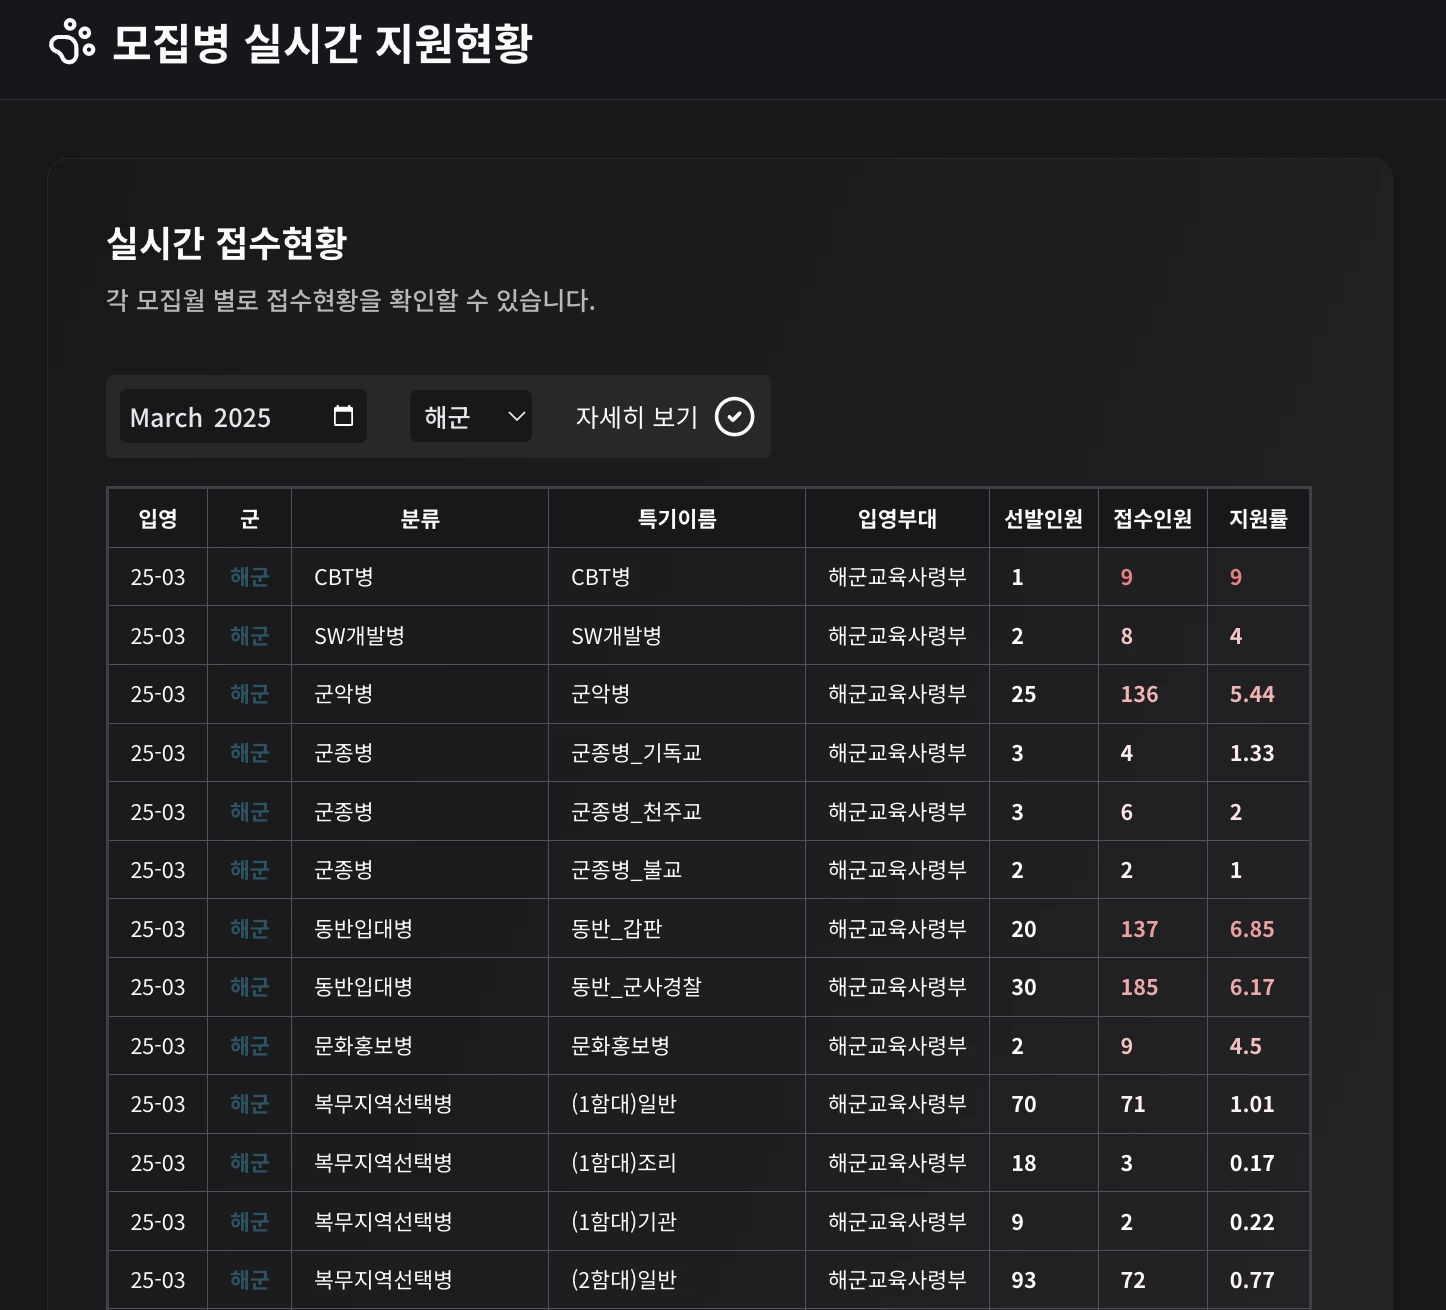 모집병 실시간 지원현황
실시간 접수현황
각 모집월 별로 접수현황을 확인할 수 있습니다.
March 2025 해군 자세히 보기
입영 군 분류 특기이름 입영부대 선발인원 접수인원 지원률
25-03 해군 CBT병 CBT병 해군교육사령부 1 9 9
25-03 해군 SW개발병 SW개발병 해군교육사령부 2 8 4
25-03 해군 군악병 군악병 해군교육사령부 25 136 5.44
25-03 해군 군종병 군종병_기독교 해군교육사령부 3 4 1.33
25-03 해군 군종병 군종병_천주교 해군교육사령부 3 6 2
25-03 해군 군종병 군종병_불교 해군교육사령부 2 2 1
25-03 해군 동반입대병 동반_갑판 해군교육사령부 20 137 6.85
25-03 해군 동반입대병 동반_군사경찰 해군교육사령부 30 185 6.17
25-03 해군 문화홍보병 문화홍보병 해군교육사령부 2 9 4.5
25-03 해군 복무지역선택병 (1함대)일반 해군교육사령부 70 71 1.01
25-03 해군 복무지역선택병 (1함대)조리 해군교육사령부 18 3 0.17
25-03 해군 복무지역선택병 (1함대)기관 해군교육사령부 9 2 0.22
25-03 해군 복무지역선택병 (2함대)일반 해군교육사령부 93 72 0.77